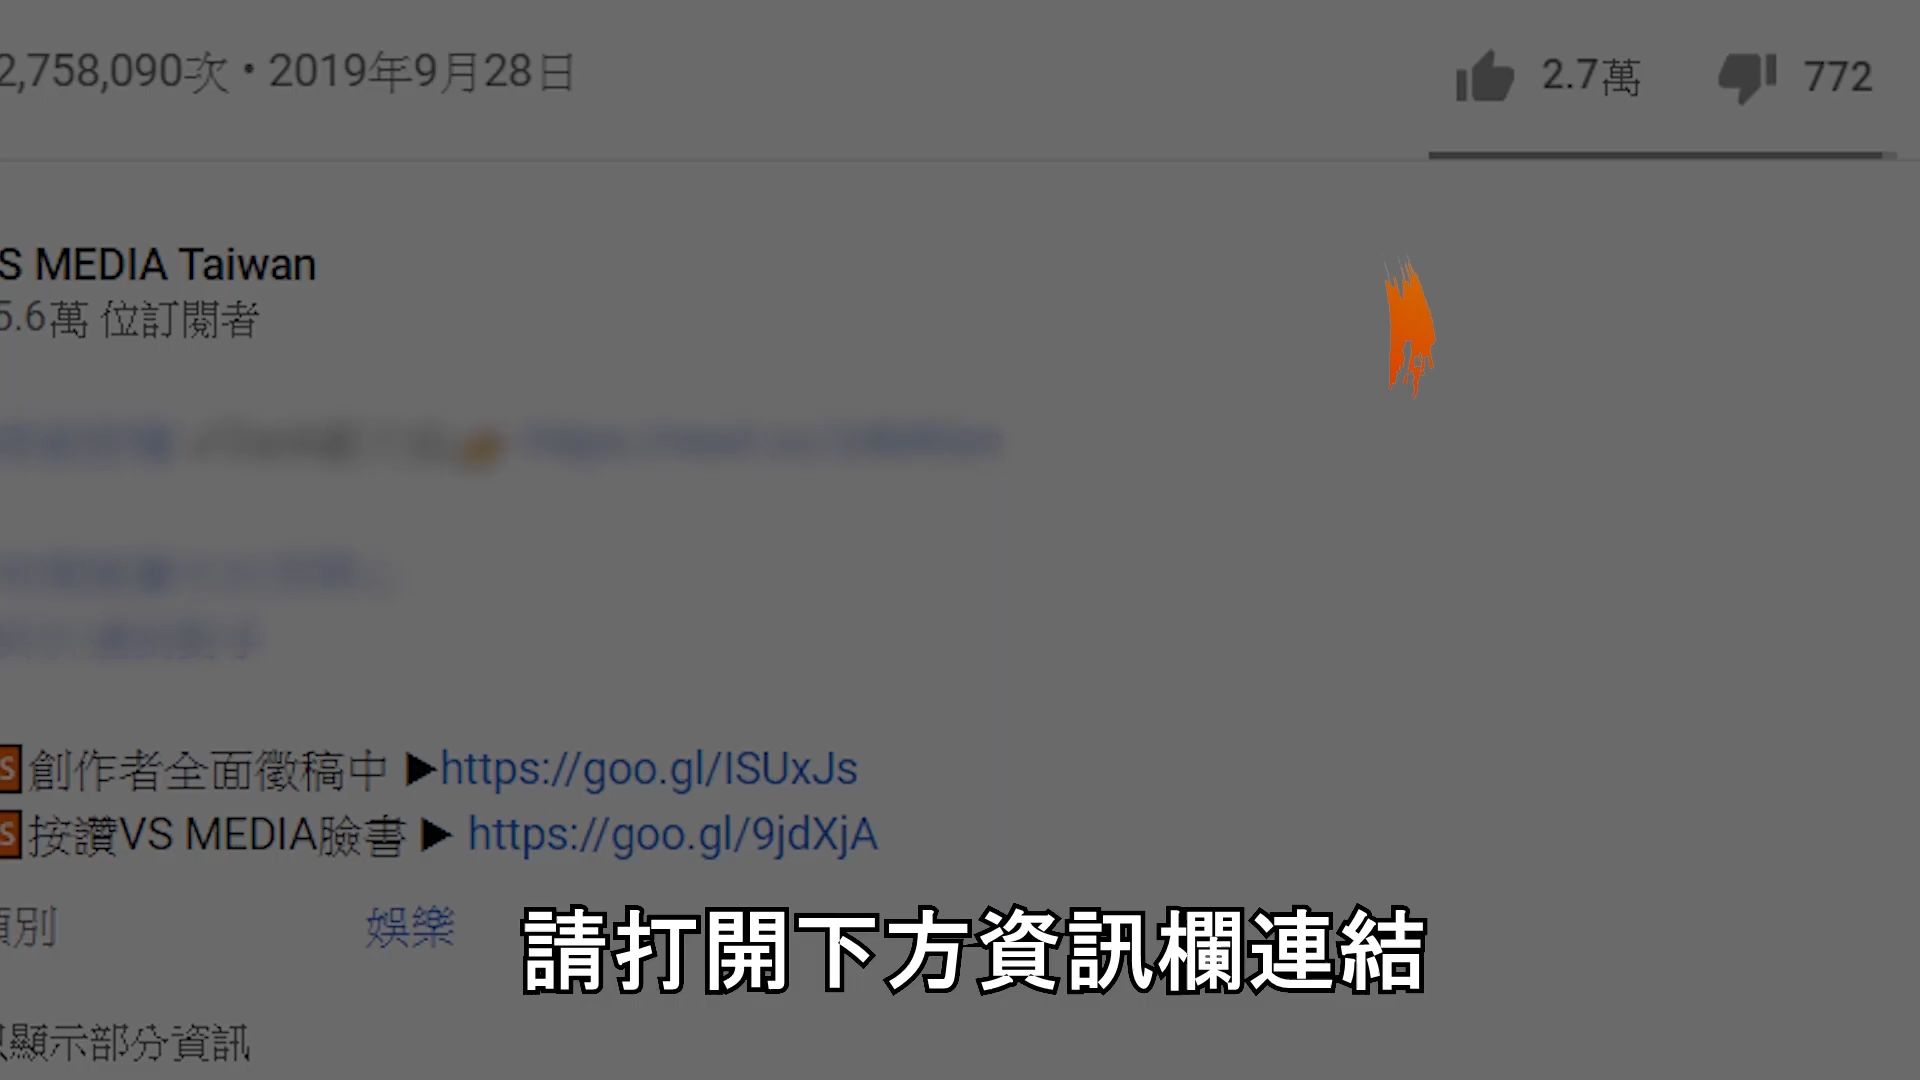 2,758,090次 • 2019年9月28日
2.7萬
772
S MEDIA Taiwan
5.6萬 位訂閱者
S創作者全面徵稿中 ▶https://goo.gl/ISUxJs
S按讚VS MEDIA臉書 ▶ https://goo.gl/9jdXjA
類別 娛樂
請打開下方資訊欄連結
只顯示部分資訊